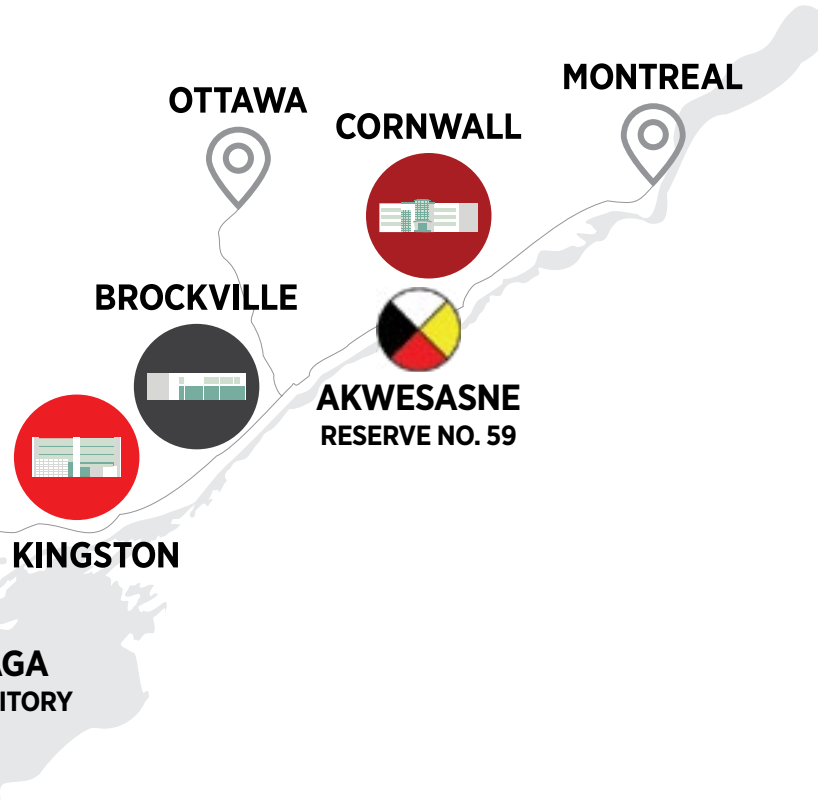 MONTREAL
OTTAWA
CORNWALL
BROCKVILLE
AKWESASNE
RESERVE NO. 59
KINGSTON
AGA
ITORY